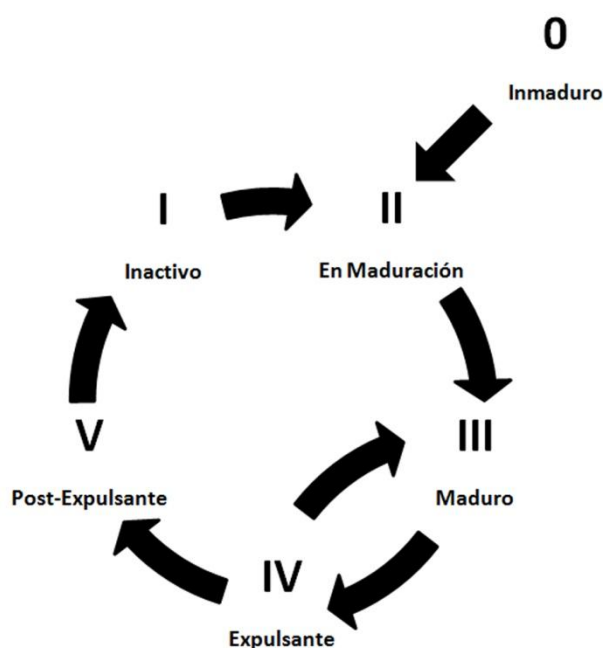 0
Inmaduro
I
Inactivo
II
En Maduración
III
Maduro
IV
Expulsante
V
Post-Expulsante